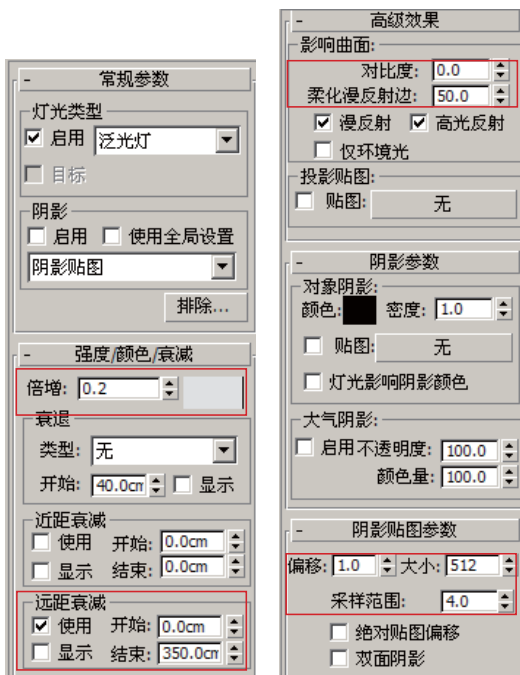 - 常规参数
灯光类型
启用 泛光灯
目标
阴影
启用 使用全局设置
阴影贴图
排除...
- 强度/颜色/衰减
倍增: 0.2
衰退
类型: 无
开始: 40.0cm 显示
近距衰减
使用 开始: 0.0cm
显示 结束: 0.0cm
远距衰减
使用 开始: 0.0cm
显示 结束: 350.0cm
- 高级效果
影响曲面:
对比度: 0.0
柔化漫反射边: 50.0
漫反射 高光反射
仅环境光
投影贴图:
贴图: 无
- 阴影参数
对象阴影:
颜色: 密度: 1.0
贴图: 无
灯光影响阴影颜色
大气阴影:
启用 不透明度: 100.0
颜色量: 100.0
- 阴影贴图参数
偏移: 1.0 大小: 512
采样范围: 4.0
绝对贴图偏移
双面阴影